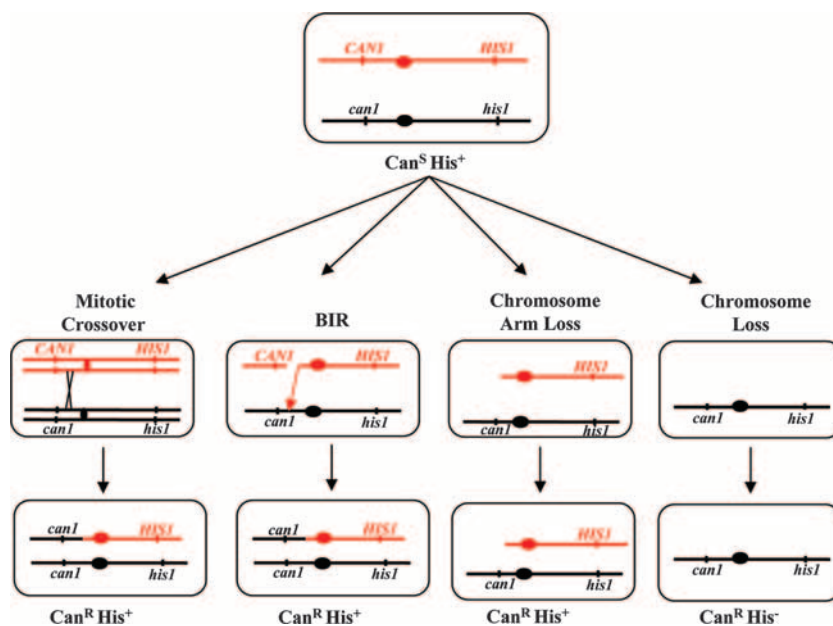 CAN1 HIS1
can1 his1
Can^S His^+
Mitotic Crossover
BIR
Chromosome Arm Loss
Chromosome Loss
CAN1 HIS1
can1 his1
CAN1 HIS1
can1 his1
HIS1
can1 his1
can1 his1
can1 HIS1
can1 his1
can1 HIS1
can1 his1
HIS1
can1 his1
can1 his1
Can^R His^+
Can^R His^+
Can^R His^+
Can^R His^-